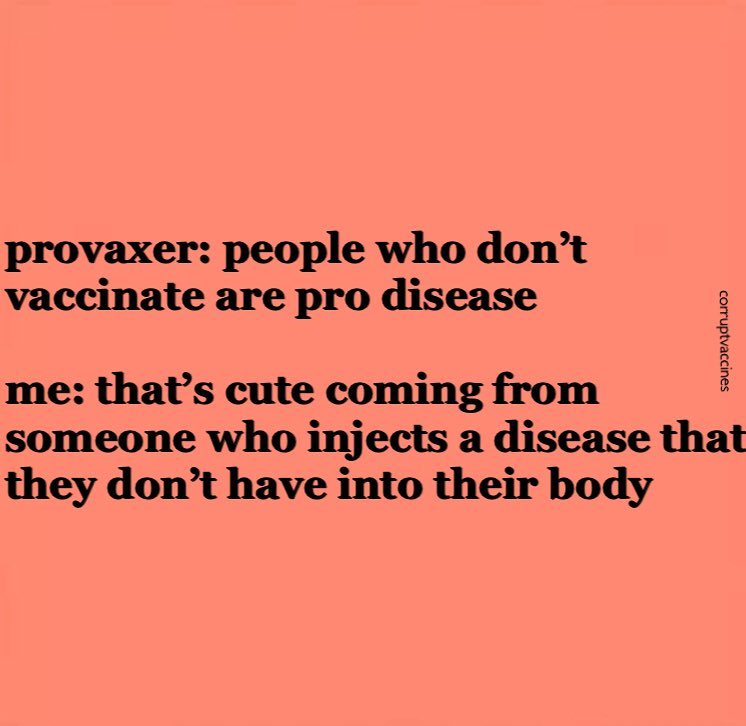 provaxer: people who don’t
vaccinate are pro disease
me: that’s cute coming from
someone who injects a disease that
they don’t have into their body
corruptvaccines